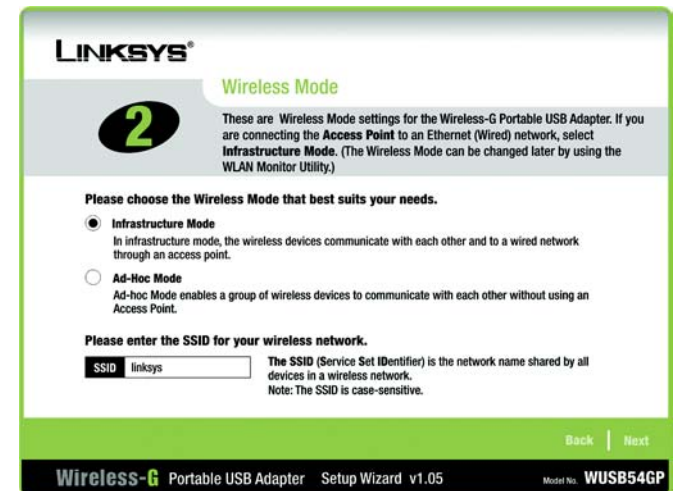 LINKSYS®
Wireless Mode
2
These are Wireless Mode settings for the Wireless-G Portable USB Adapter. If you
are connecting the Access Point to an Ethernet (Wired) network, select
Infrastructure Mode. (The Wireless Mode can be changed later by using the
WLAN Monitor Utility.)
Please choose the Wireless Mode that best suits your needs.
Infrastructure Mode
In infrastructure mode, the wireless devices communicate with each other and to a wired network
through an access point.
Ad-Hoc Mode
Ad-hoc Mode enables a group of wireless devices to communicate with each other without using an
Access Point.
Please enter the SSID for your wireless network.
SSID linksys
The SSID (Service Set IDentifier) is the network name shared by all
devices in a wireless network.
Note: The SSID is case-sensitive.
Back | Next
Wireless-G Portable USB Adapter Setup Wizard v1.05 Model No. WUSB54GP